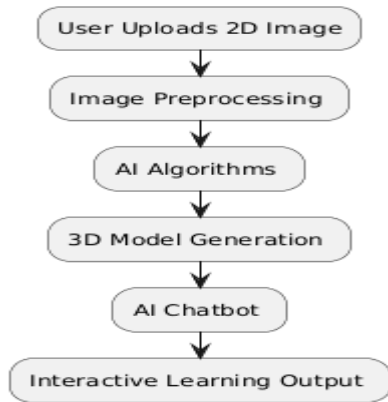 User Uploads 2D Image
Image Preprocessing
AI Algorithms
3D Model Generation
AI Chatbot
Interactive Learning Output